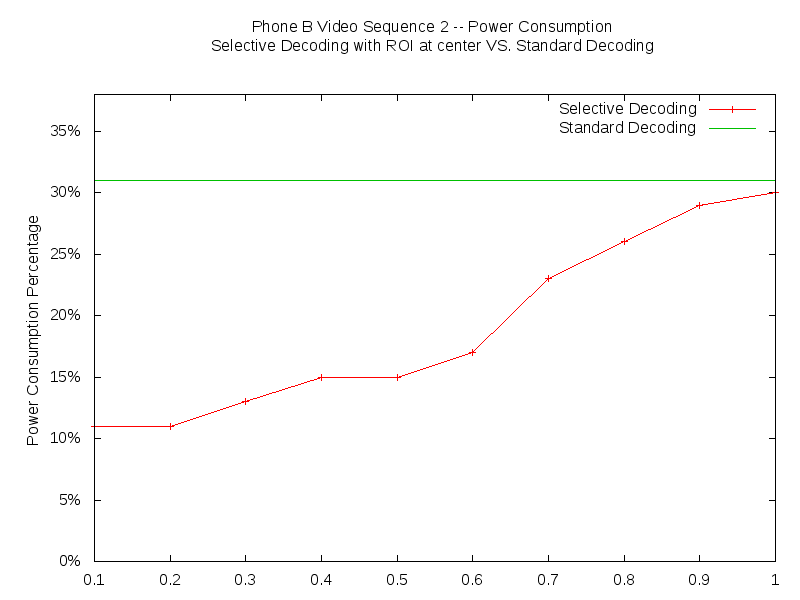 Phone B Video Sequence 2 -- Power Consumption
Selective Decoding with ROI at center VS. Standard Decoding
Selective Decoding
Standard Decoding
Power Consumption Percentage
35%
30%
25%
20%
15%
10%
5%
0%
0.1 0.2 0.3 0.4 0.5 0.6 0.7 0.8 0.9 1